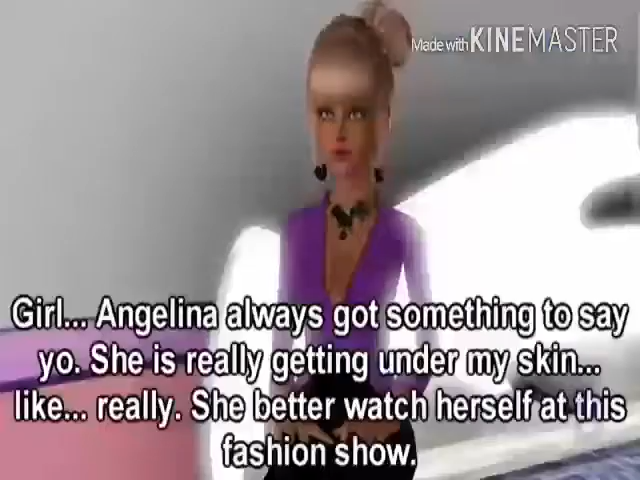 Made with KINEMASTER
Girl... Angelina always got something to say
yo. She is really getting under my skin...
like... really. She better watch herself at this
fashion show.